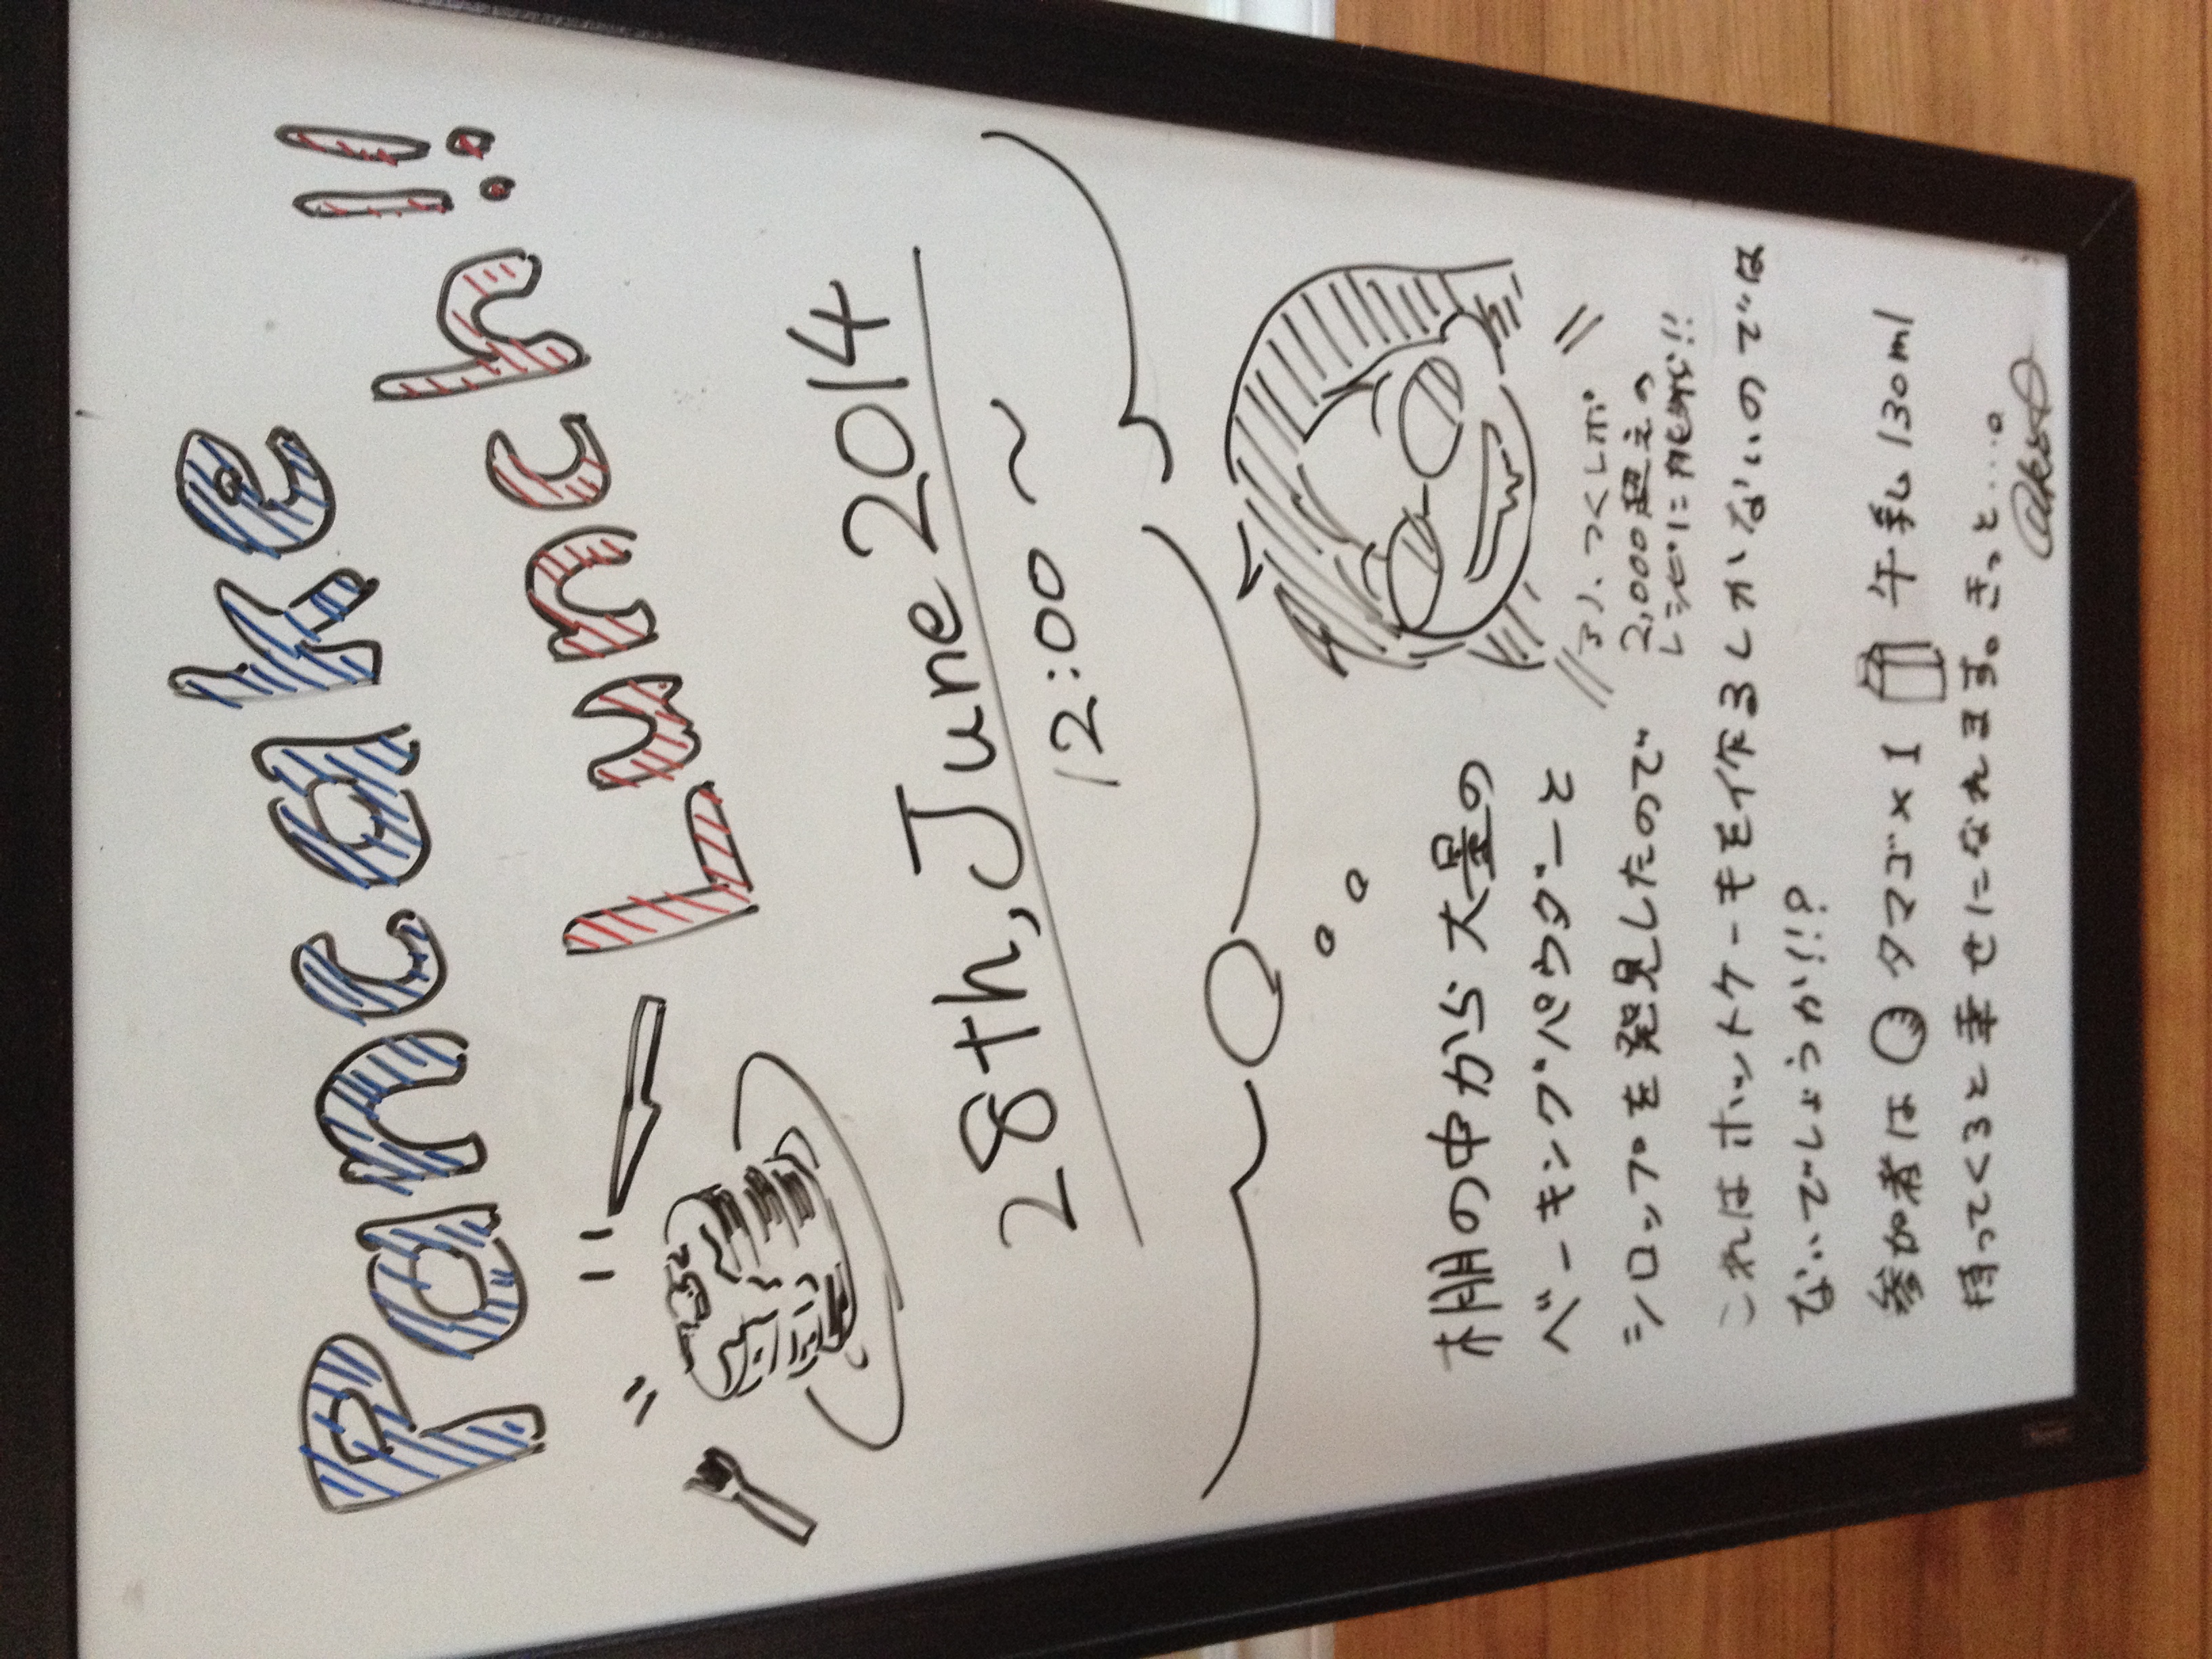 Pancake
Lunch!!
28th, June 2014
12:00〜
棚の中から大量の
ベーキングパウダーと
シロップを発見したので
これはホットケーキを作るしかないのでは
ないでしょうか!!?
つくレポ
2,000超えの
レシピに挑戦!!
参加者は タマゴ×1 牛乳 130ml
持ってくると幸せになれます。きっと…。